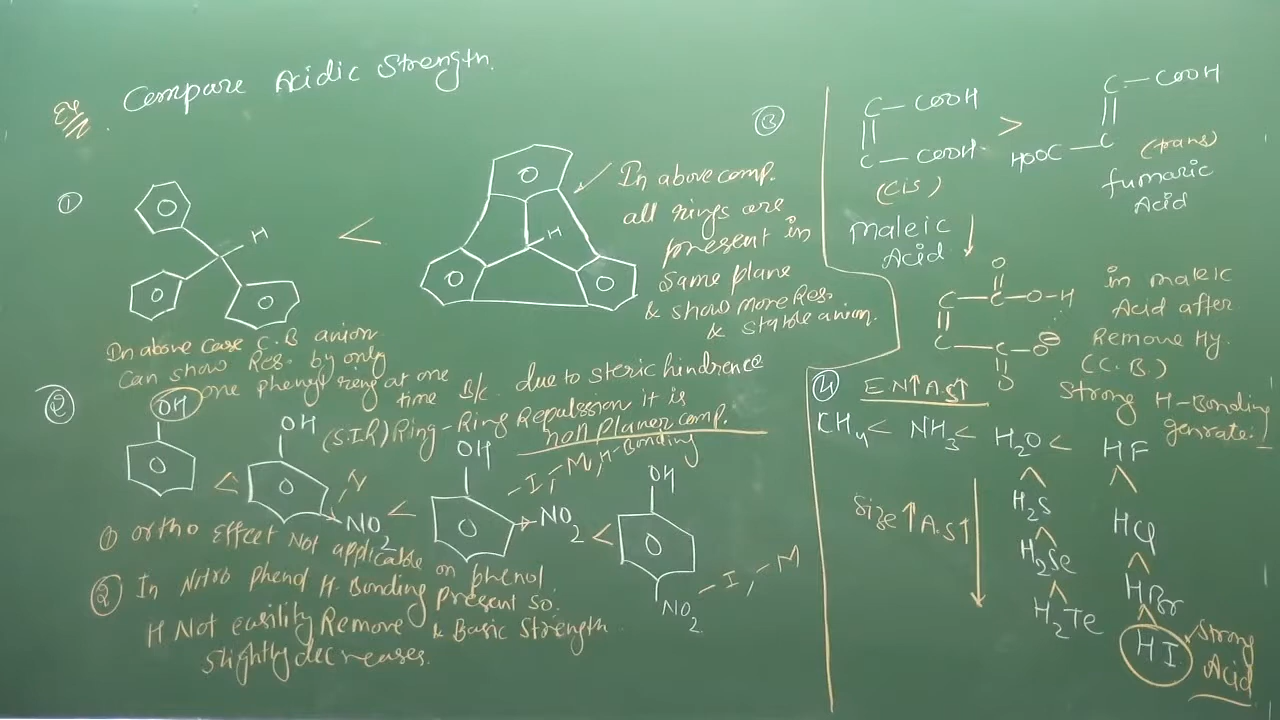 Ex/. Compare Acidic Strength.
①
H
<
H
In above comp.
all rings are
present in
same plane
& show more Res.
& stable anion.
In above case C.B anion
Can show Res. by only
one phenyl ring at one
time B/c. due to steric hindrence
(S.I.R) Ring-Ring Repulssion it is
non planer comp.
②
OH
<
OH
NO2
<
OH
-I, -M, H-Bonding
NO2
<
OH
NO2
-I, -M
① ortho effect Not applicable on phenol
② In Nitro phenol H-Bonding present so.
H Not easility Remove & Basic Strength
slightly decreases.
③
C-COOH
C-COOH
(cis)
maleic
Acid
>
C-COOH
HOOC-C
(trans)
fumaric
Acid
O
C-C-O-H
C-C-O⊖
O
in maleic
Acid after
Remove Hy.
(C.B.)
Strong H-Bonding
genrate.
④ EN↑A.S↑
CH4< NH3< H2O< HF
Size↑A.S↑
H2S
H2Se
H2Te
HCl
HBr
HI
Strong
Acid